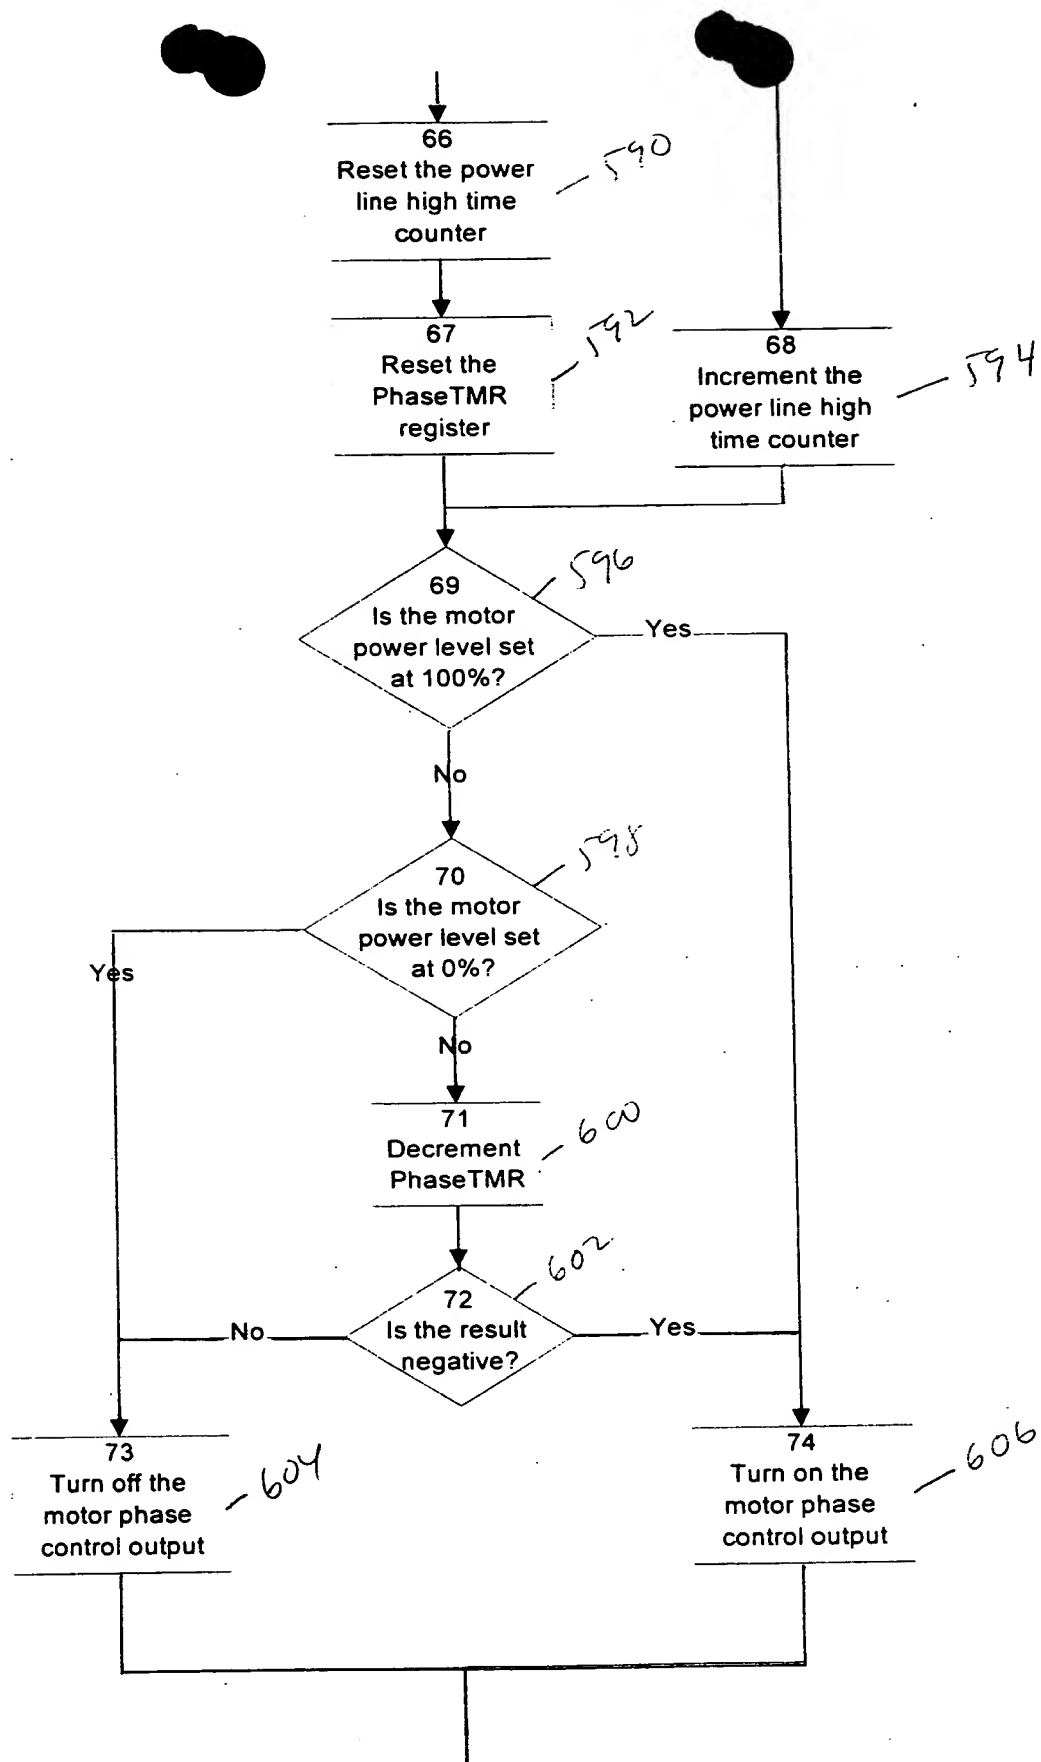 66
Reset the power
line high time
counter
590
67
Reset the
PhaseTMR
register
592
68
Increment the
power line high
time counter
594
69
Is the motor
power level set
at 100%?
596
Yes
No
70
Is the motor
power level set
at 0%?
598
Yes
No
71
Decrement
PhaseTMR
600
72
Is the result
negative?
602
No
Yes
73
Turn off the
motor phase
control output
604
74
Turn on the
motor phase
control output
606